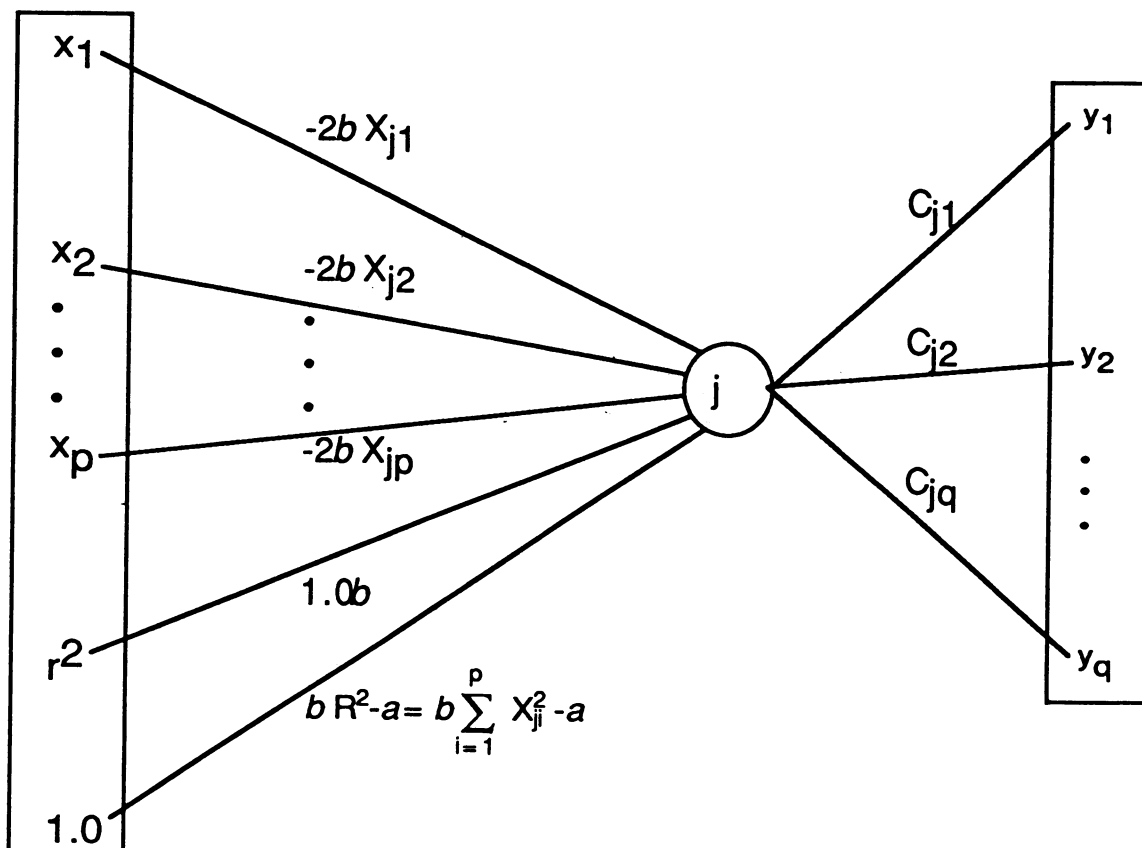 x1
x2
xp
r²
1.0
-2b Xj1
-2b Xj2
-2b Xjp
1.0b
b R²-a = b ∑ᵢ₌₁ᵖ Xji² -a
j
Cj1
Cj2
Cjq
y1
y2
yq